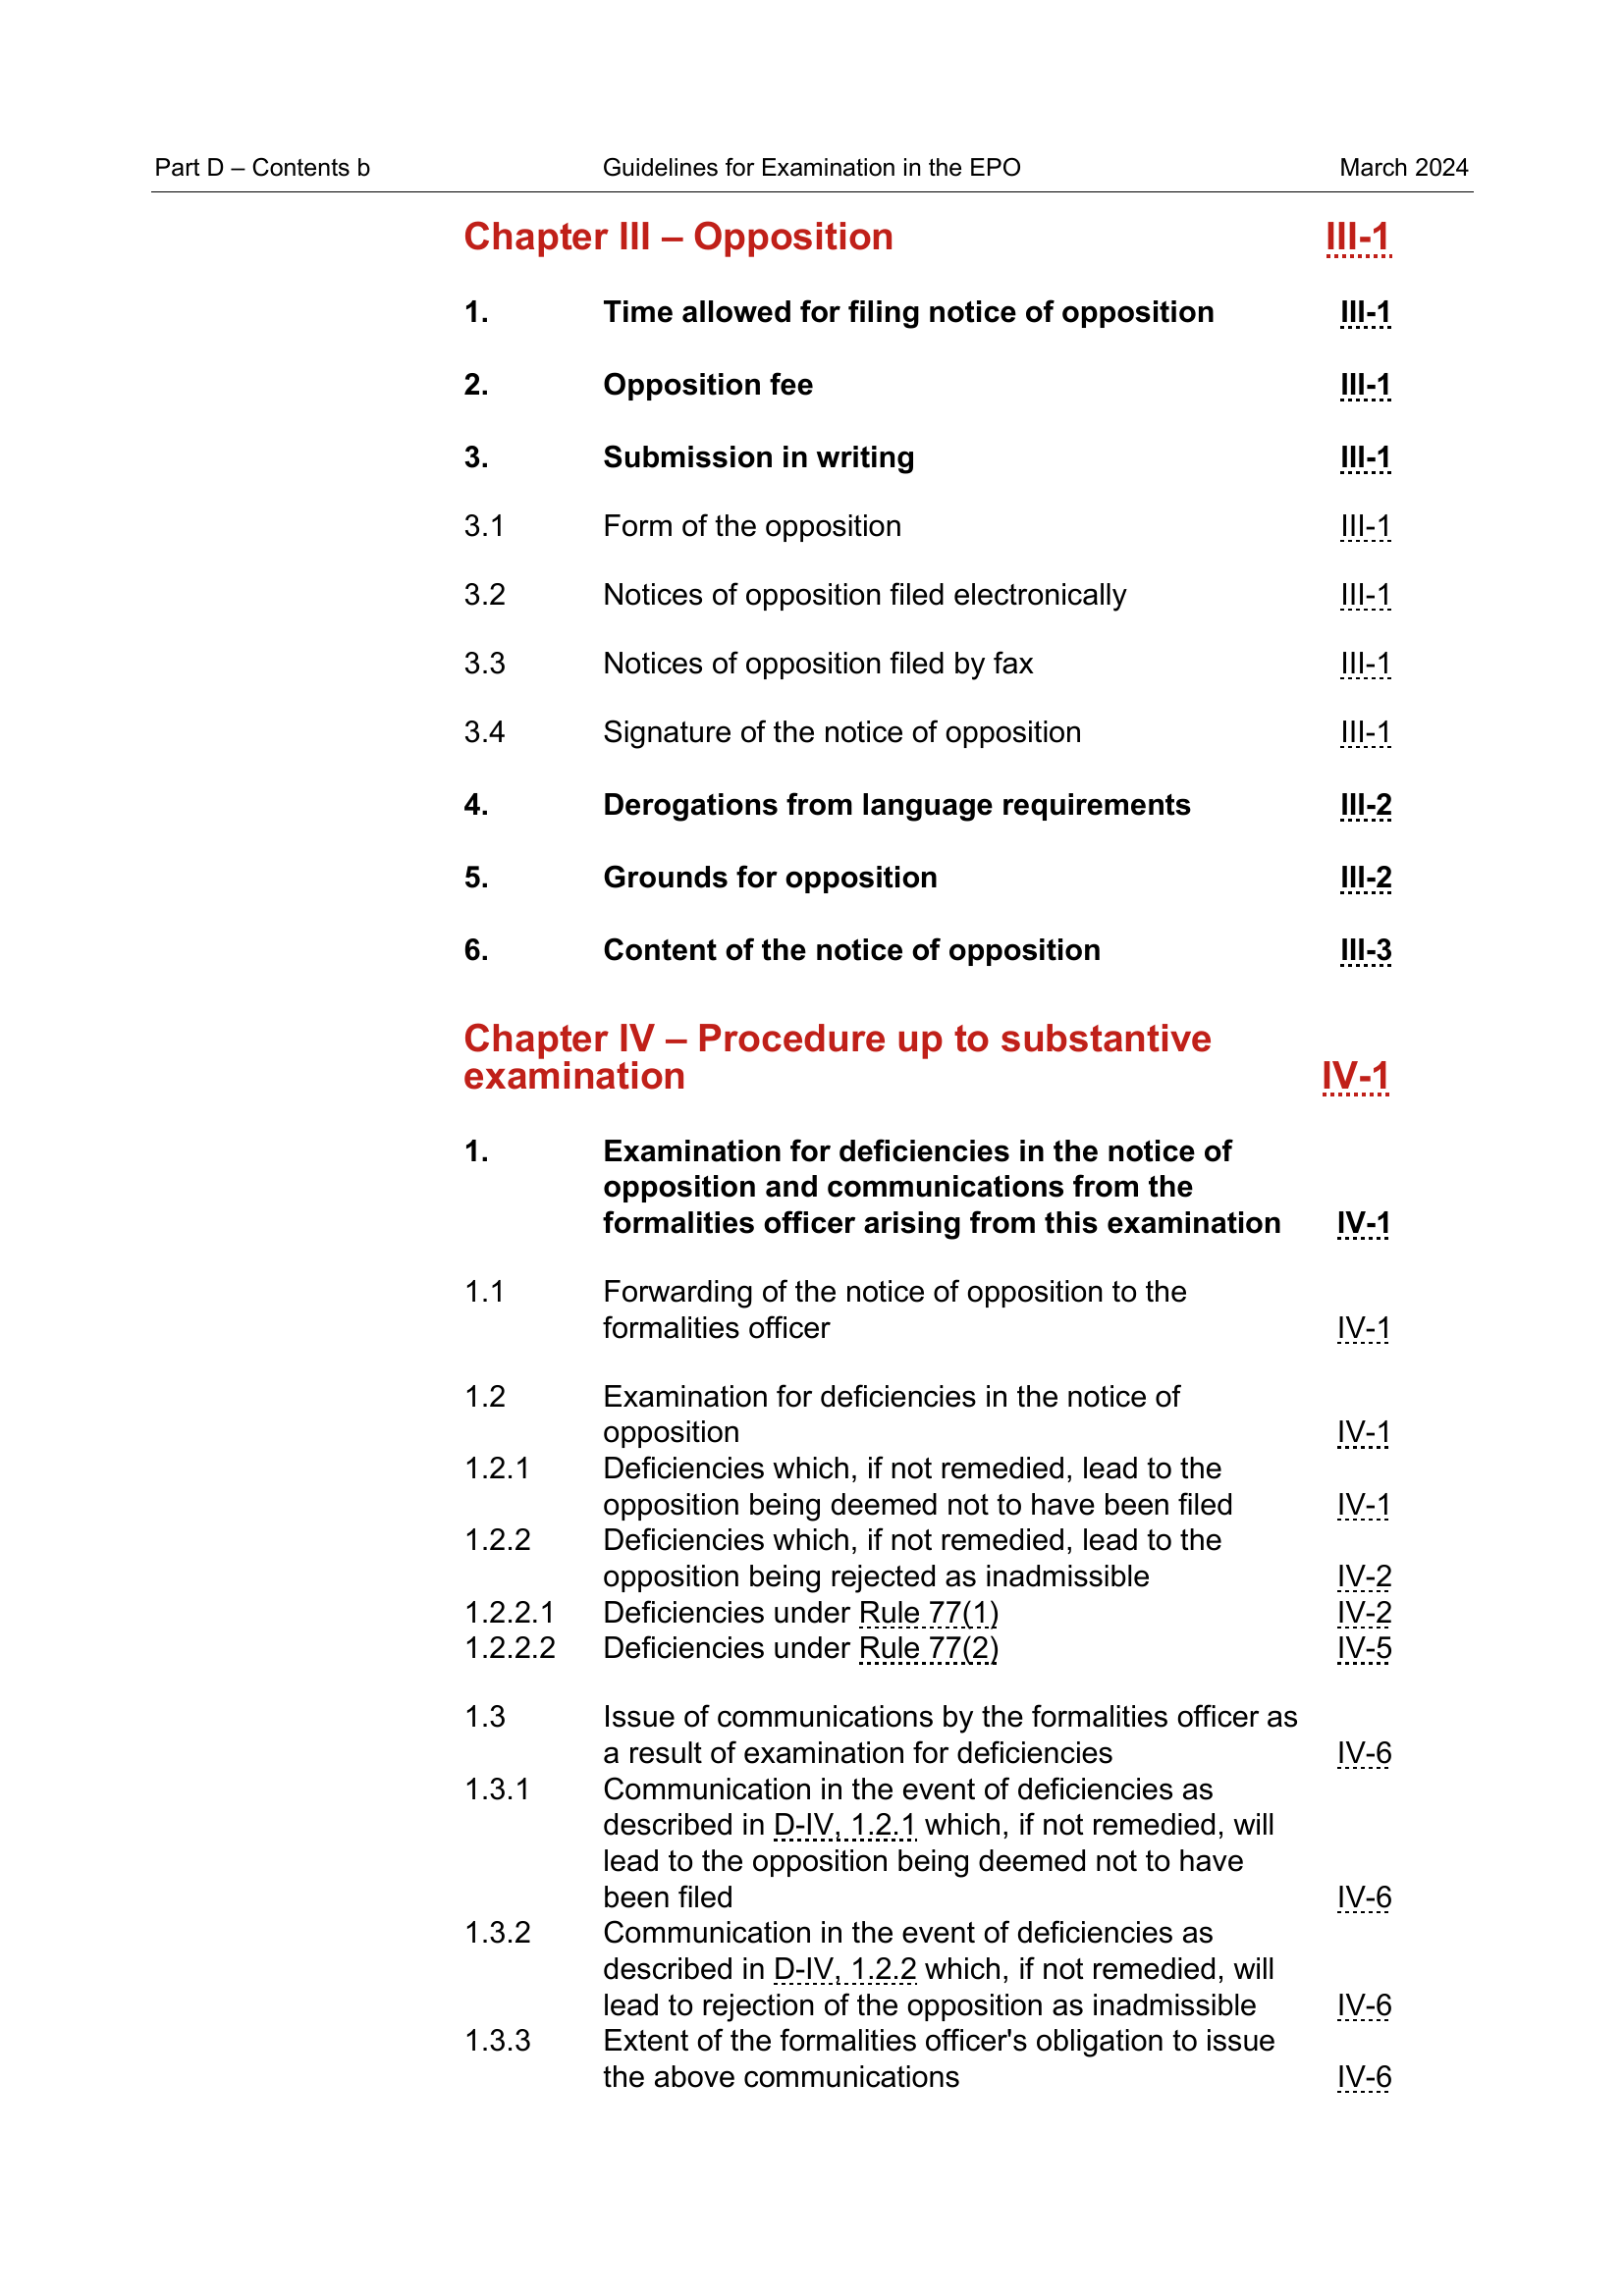 Part D – Contents b Guidelines for Examination in the EPO March 2024
Chapter III – Opposition III-1
1. Time allowed for filing notice of opposition III-1
2. Opposition fee III-1
3. Submission in writing III-1
3.1 Form of the opposition III-1
3.2 Notices of opposition filed electronically III-1
3.3 Notices of opposition filed by fax III-1
3.4 Signature of the notice of opposition III-1
4. Derogations from language requirements III-2
5. Grounds for opposition III-2
6. Content of the notice of opposition III-3
Chapter IV – Procedure up to substantive
examination IV-1
1. Examination for deficiencies in the notice of
opposition and communications from the
formalities officer arising from this examination IV-1
1.1 Forwarding of the notice of opposition to the
formalities officer IV-1
1.2 Examination for deficiencies in the notice of
opposition IV-1
1.2.1 Deficiencies which, if not remedied, lead to the
opposition being deemed not to have been filed IV-1
1.2.2 Deficiencies which, if not remedied, lead to the
opposition being rejected as inadmissible IV-2
1.2.2.1 Deficiencies under Rule 77(1) IV-2
1.2.2.2 Deficiencies under Rule 77(2) IV-5
1.3 Issue of communications by the formalities officer as
a result of examination for deficiencies IV-6
1.3.1 Communication in the event of deficiencies as
described in D-IV, 1.2.1 which, if not remedied, will
lead to the opposition being deemed not to have
been filed IV-6
1.3.2 Communication in the event of deficiencies as
described in D-IV, 1.2.2 which, if not remedied, will
lead to rejection of the opposition as inadmissible IV-6
1.3.3 Extent of the formalities officer's obligation to issue
the above communications IV-6